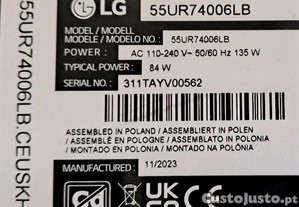 LG
55UR74006LB
MODEL / MODELL
MODELE / MODELO NO. : 55UR74006LB
POWER : AC 110-240 V~ 50/60 Hz 135 W
TYPICAL POWER : 84 W
SERIAL NO. : 311TAYV00562
ASSEMBLED IN POLAND / ASSEMBLIERT IN POLEN
/ ASSEMBLÉ EN POLOGNE / ASSEMBLATO IN POLONIA
/ MONTADO EN POLONIA / MONTADO NA POLÓNIA
MANUFACTURED : 11/2023
UK
CA
CE
55UR74006LB.CEUSKH
custojusto.pt